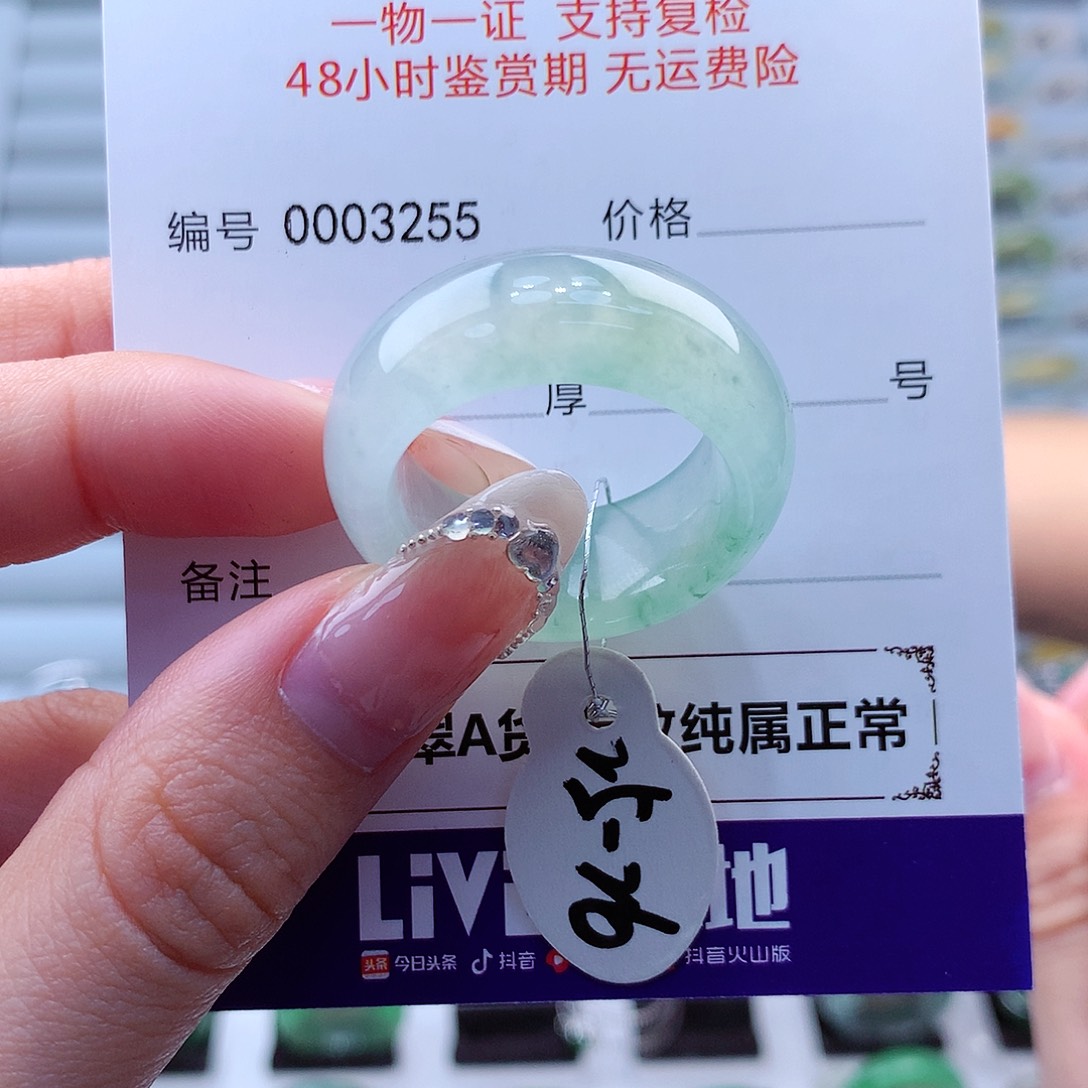 一物一证 支持复检
48小时鉴赏期 无运费险
编号 0003255 价格
厚 号
备注
翠A货 纯属正常
LiV 地
头条 今日头条 抖音 抖音火山版